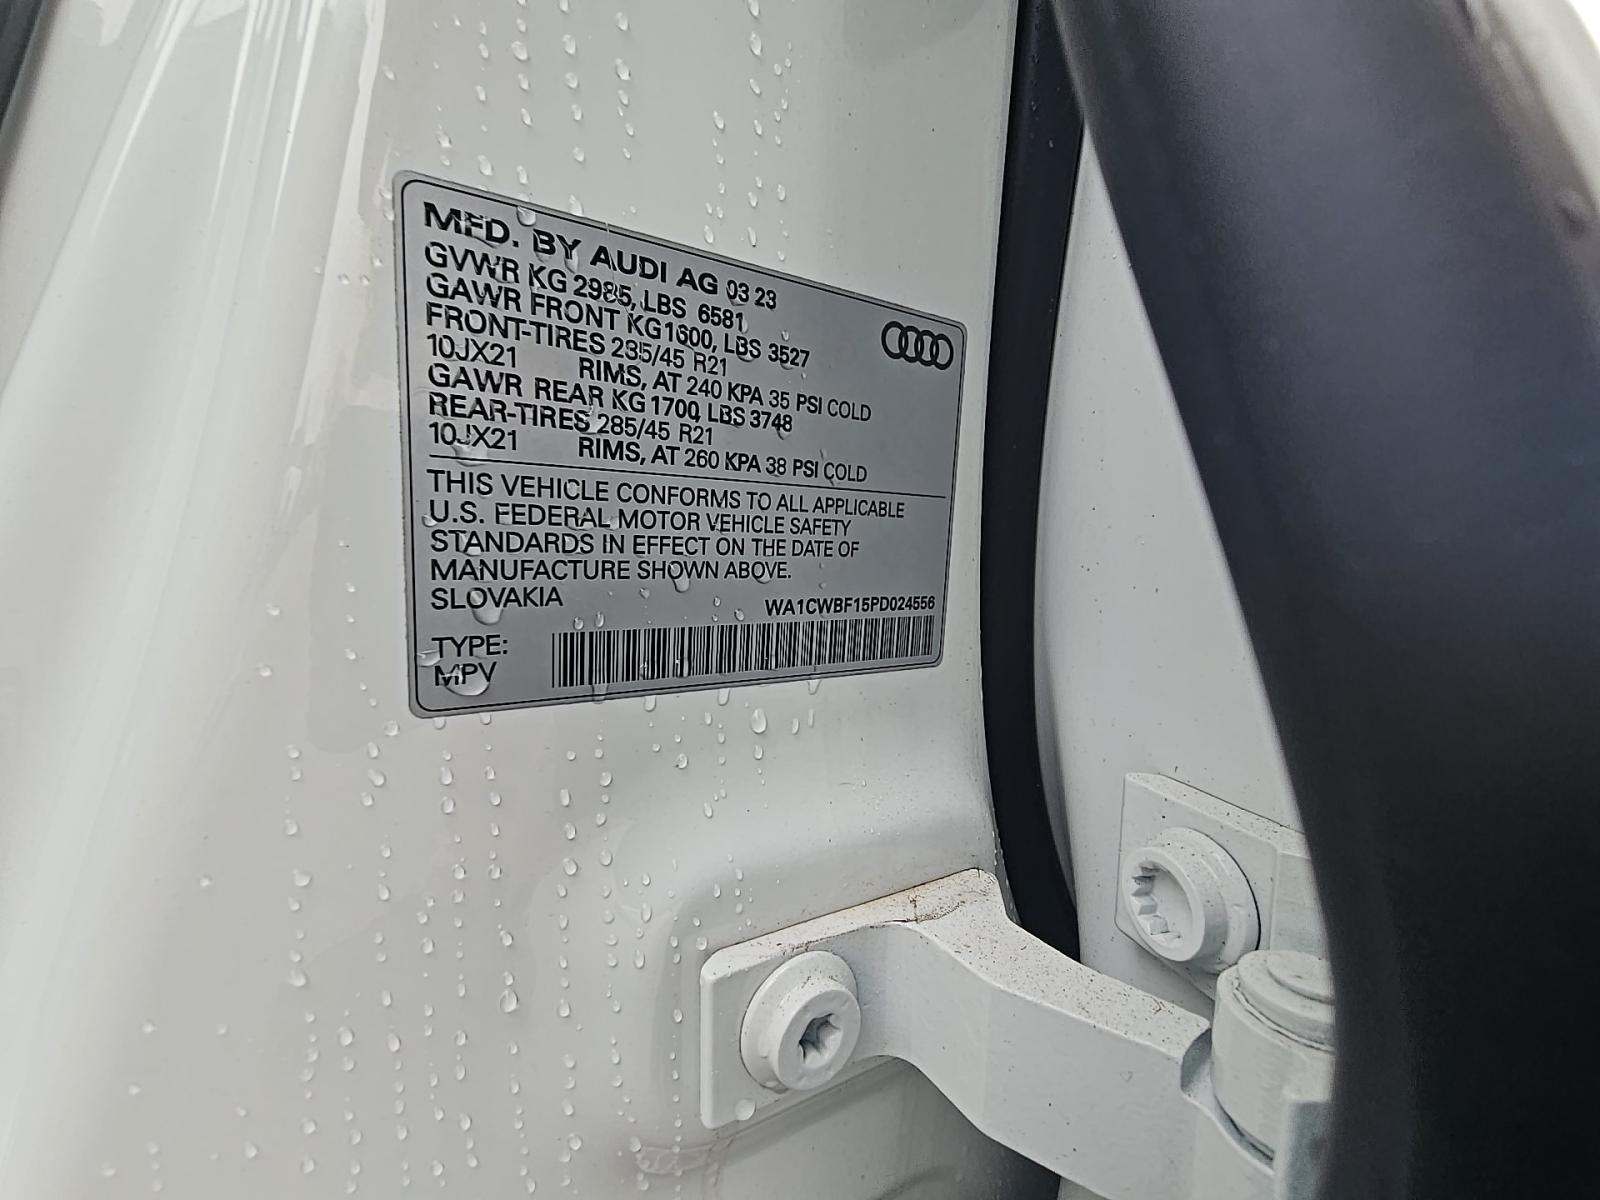 MFD. BY AUDI AG 03 23
GVWR KG 2985, LBS 6581
GAWR FRONT KG1600, LBS 3527
FRONT-TIRES 285/45 R21
10JX21 RIMS, AT 240 KPA 35 PSI COLD
GAWR REAR KG 1700, LBS 3748
REAR-TIRES 285/45 R21
10JX21 RIMS, AT 260 KPA 38 PSI COLD
THIS VEHICLE CONFORMS TO ALL APPLICABLE
U.S. FEDERAL MOTOR VEHICLE SAFETY
STANDARDS IN EFFECT ON THE DATE OF
MANUFACTURE SHOWN ABOVE.
SLOVAKIA WA1CWBF15PD024556
TYPE:
MPV